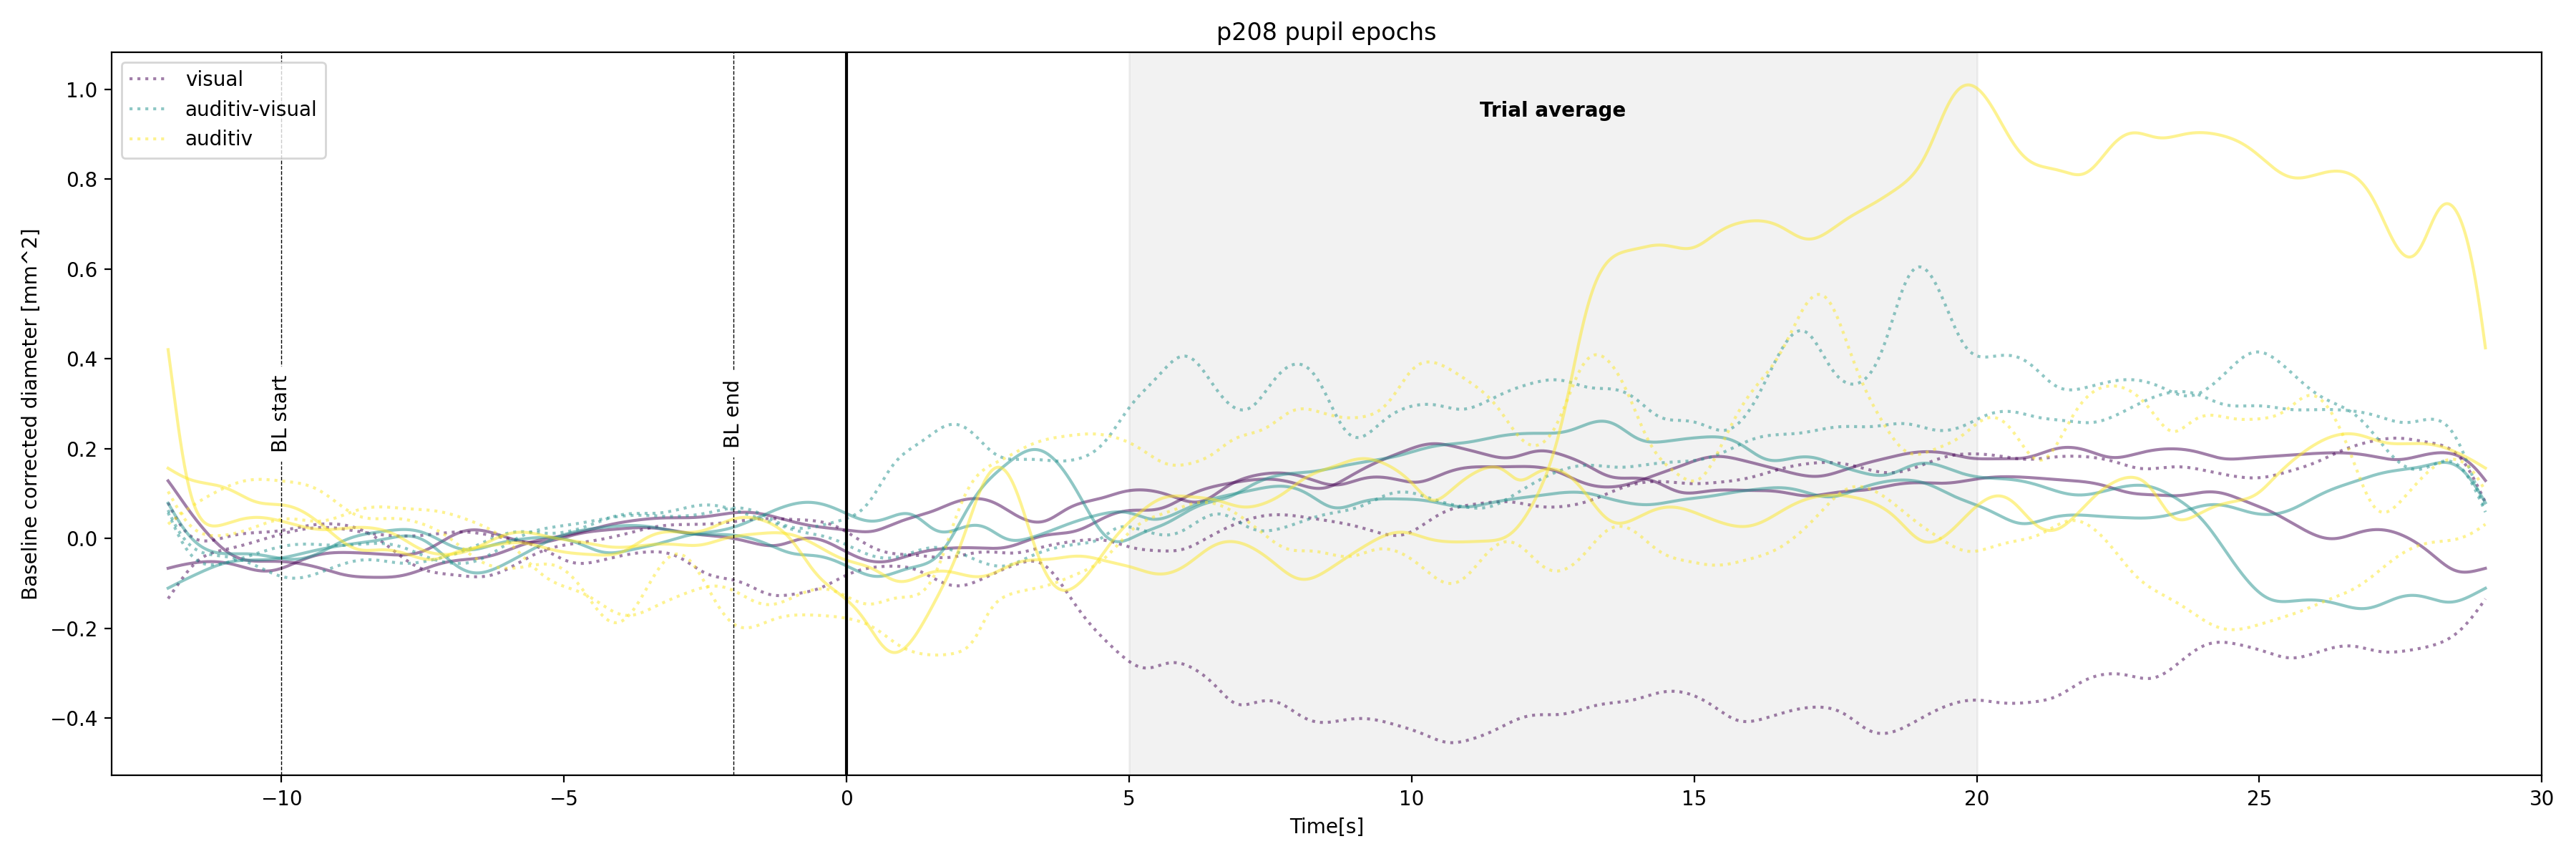 p208 pupil epochs
visual
auditiv-visual
auditiv
Trial average
BL start
BL end
Baseline corrected diameter [mm^2]
1.0
0.8
0.6
0.4
0.2
0.0
−0.2
−0.4
−10
−5
0
5
10
15
20
25
30
Time[s]